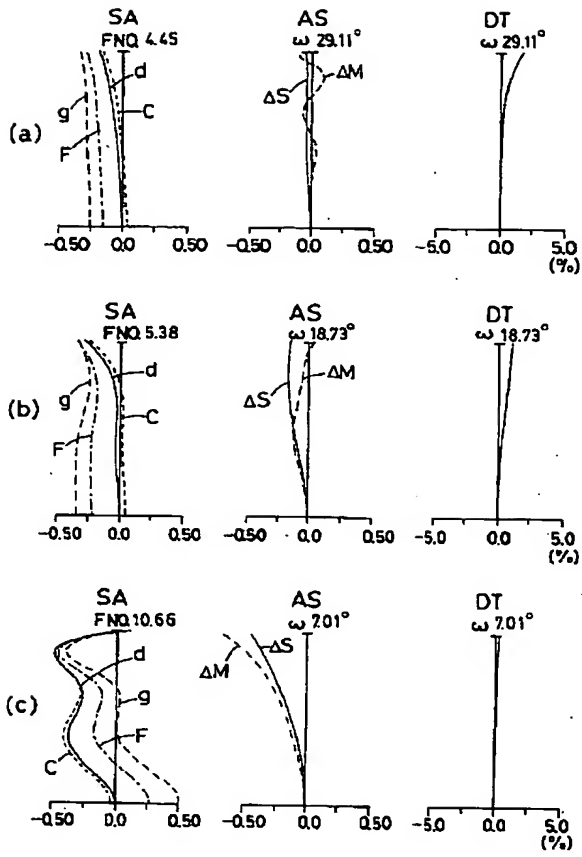 SA AS DT
FNO. 4.45 ω 29.11° ω 29.11°
d ΔS ΔM
g C
(a) F
-0.50 0.0 0.50 -0.50 0.0 0.50 -5.0 0.0 5.0
(%)
SA AS DT
FNO. 5.38 ω 18.73° ω 18.73°
d
g ΔM
(b) C ΔS
F
-0.50 0.0 0.50 -0.50 0.0 0.50 -5.0 0.0 5.0
(%)
SA AS DT
FNO. 10.66 ω 7.01° ω 7.01°
d ΔS
ΔM
g
(c) F
C
-0.50 0.0 0.50 -0.50 0.0 0.50 -5.0 0.0 5.0
(%)